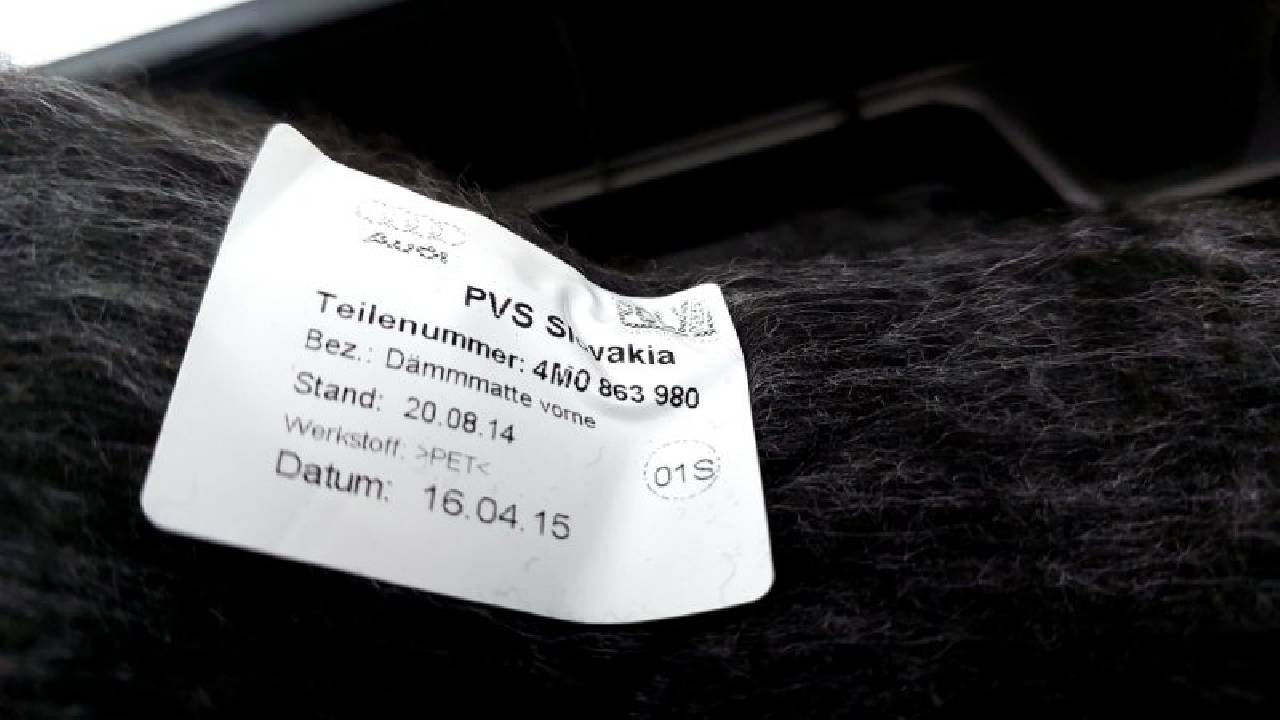 Audi
PVS Slovakia
Teilenummer: 4M0 863 980
Bez.: Dämmmatte vorne
Stand: 20.08.14
Werkstoff: >PET<
01S
Datum: 16.04.15